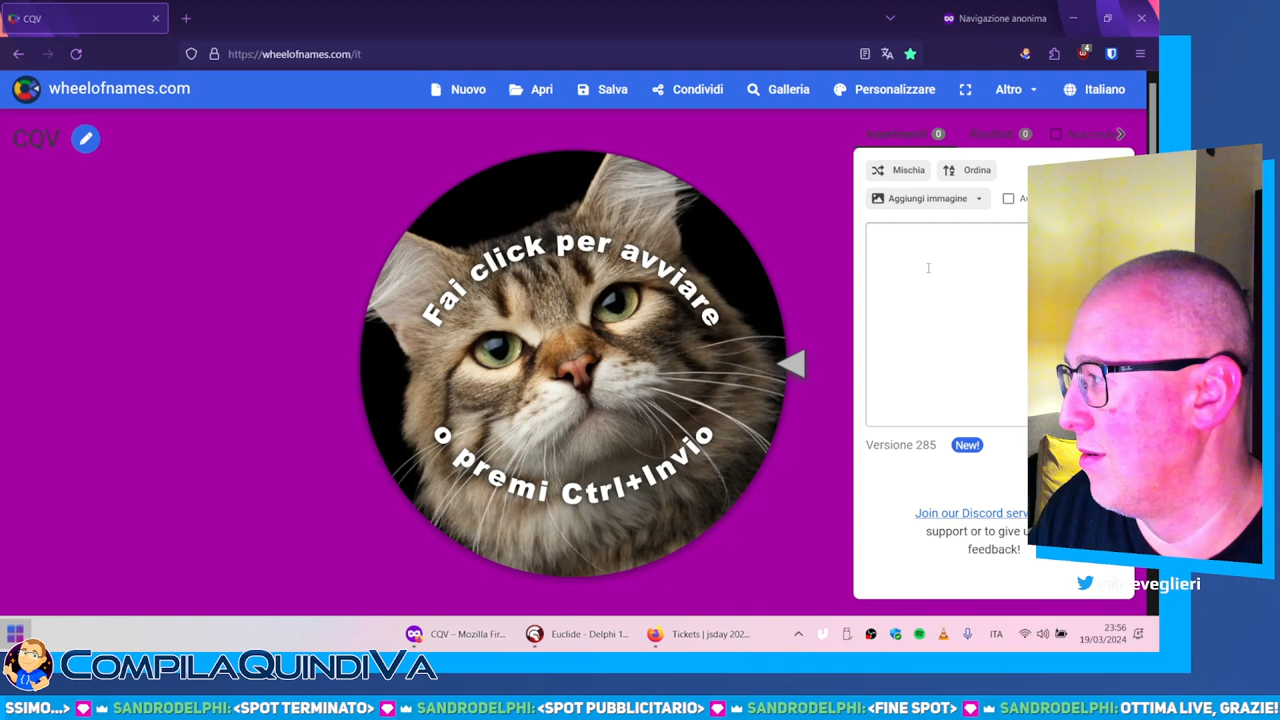 CQV
Navigazione anonima
https://wheelofnames.com/it
4
wheelofnames.com
Nuovo
Apri
Salva
Condividi
Galleria
Personalizzare
Altro
Italiano
CQV
0
0
Mischia
Ordina
Aggiungi immagine
Fai click per avviare
o premi Ctrl+Invio
Versione 285
New!
Join our Discord serv
support or to give u
feedback!
eveglieri
CQV – Mozilla Fir...
Euclide - Delphi 1...
Tickets | jsday 202...
ITA
23:56
19/03/2024
COMPILAQUINDIVA
SSIMO...> SANDRODELPHI: <SPOT TERMINATO> SANDRODELPHI: <SPOT PUBBLICITARIO> SANDRODELPHI: <FINE SPOT> SANDRODELPHI: OTTIMA LIVE, GRAZIE!